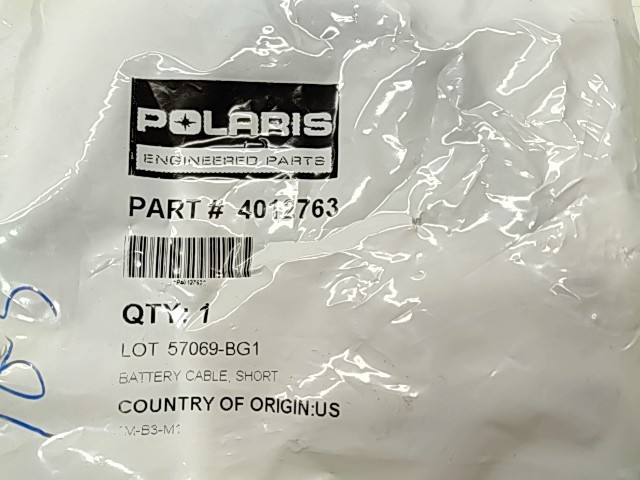 POLARIS
ENGINEERED PARTS
PART # 4012763
QTY: 1
LOT 57069-BG1
BATTERY CABLE, SHORT
COUNTRY OF ORIGIN:US